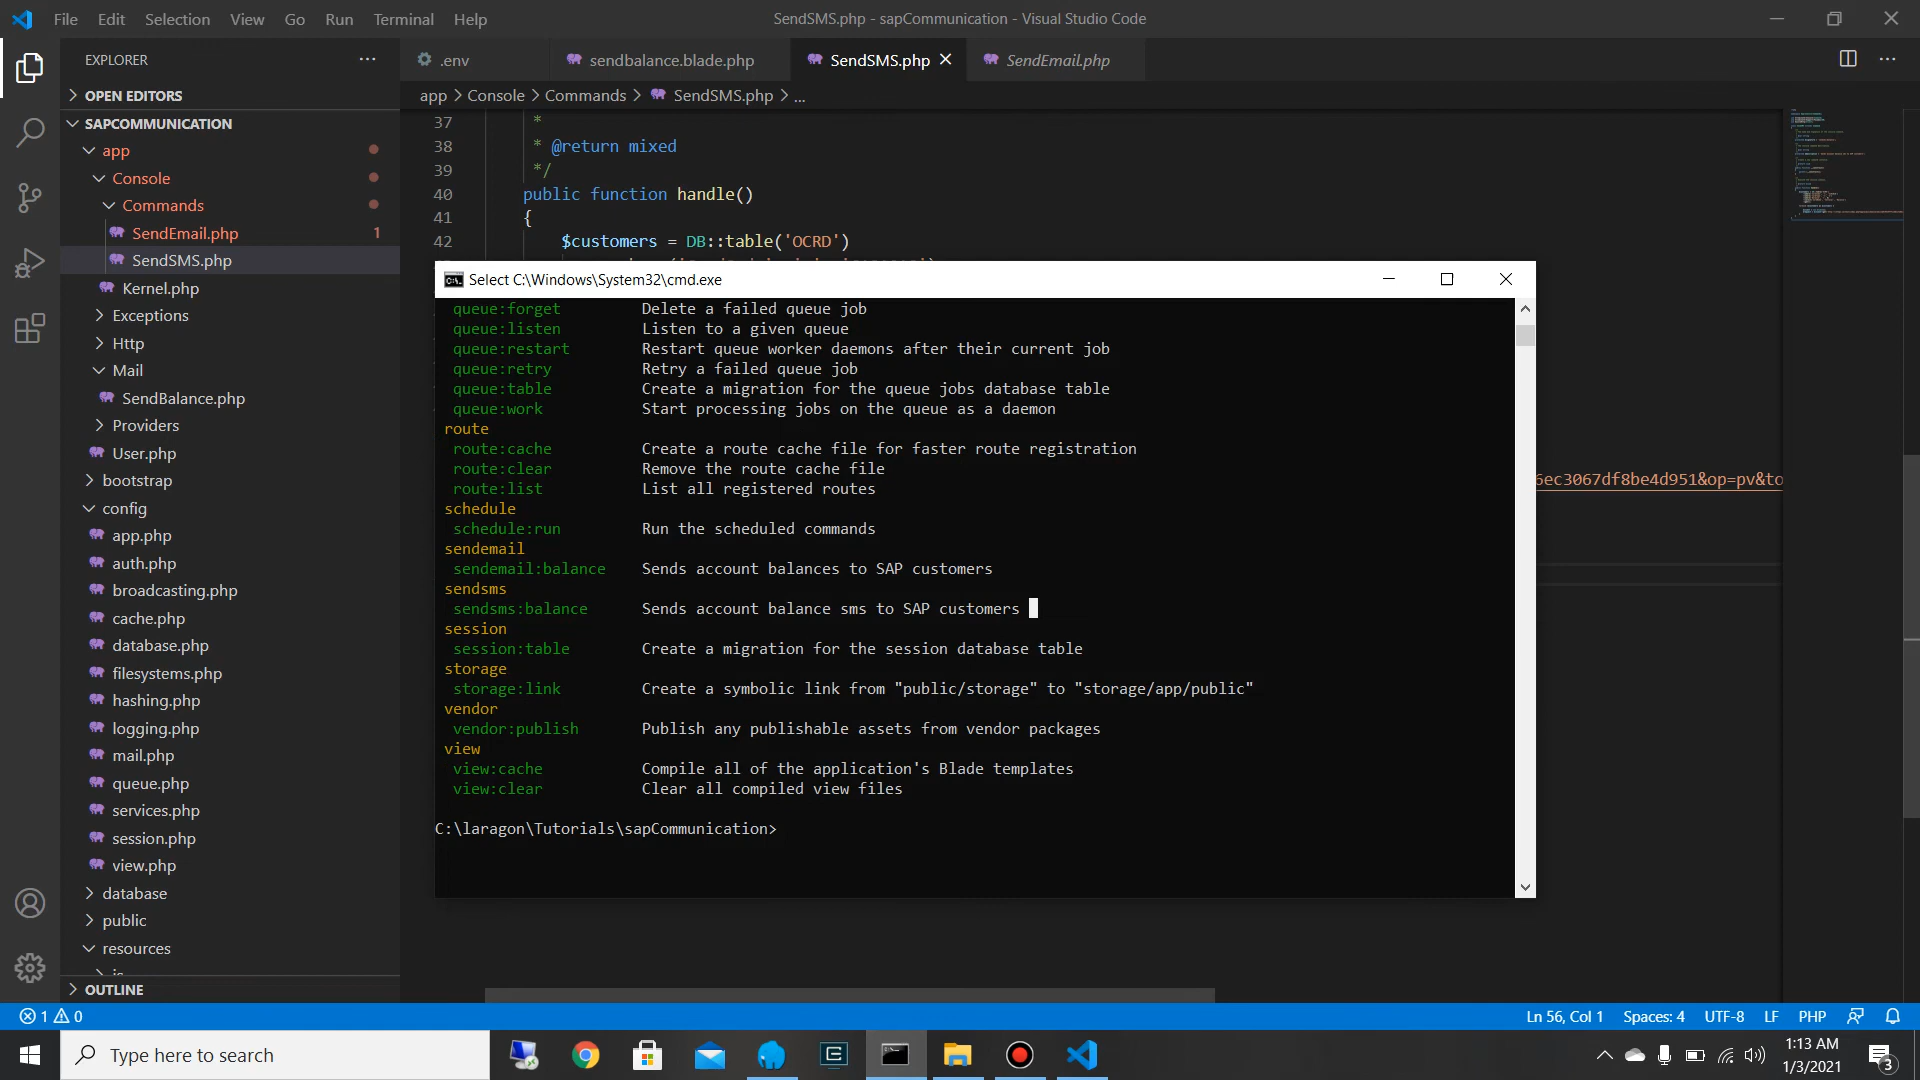 File Edit Selection View Go Run Terminal Help
SendSMS.php - sapCommunication - Visual Studio Code
EXPLORER
OPEN EDITORS
SAPCOMMUNICATION
app
Console
Commands
SendEmail.php 1
SendSMS.php
Kernel.php
Exceptions
Http
Mail
SendBalance.php
Providers
User.php
bootstrap
config
app.php
auth.php
broadcasting.php
cache.php
database.php
filesystems.php
hashing.php
logging.php
mail.php
queue.php
services.php
session.php
view.php
database
public
resources
OUTLINE
.env
sendbalance.blade.php
SendSMS.php
SendEmail.php
app > Console > Commands > SendSMS.php > ...
37 *
38 * @return mixed
39 */
40 public function handle()
41 {
42 $customers = DB::table('OCRD')
6ec3067df8be4d951&op=pv&to
Select C:\Windows\System32\cmd.exe
queue:forget Delete a failed queue job
queue:listen Listen to a given queue
queue:restart Restart queue worker daemons after their current job
queue:retry Retry a failed queue job
queue:table Create a migration for the queue jobs database table
queue:work Start processing jobs on the queue as a daemon
route
route:cache Create a route cache file for faster route registration
route:clear Remove the route cache file
route:list List all registered routes
schedule
schedule:run Run the scheduled commands
sendemail
sendemail:balance Sends account balances to SAP customers
sendsms
sendsms:balance Sends account balance sms to SAP customers
session
session:table Create a migration for the session database table
storage
storage:link Create a symbolic link from "public/storage" to "storage/app/public"
vendor
vendor:publish Publish any publishable assets from vendor packages
view
view:cache Compile all of the application's Blade templates
view:clear Clear all compiled view files
C:\laragon\Tutorials\sapCommunication>
1 0
Ln 56, Col 1 Spaces: 4 UTF-8 LF PHP
Type here to search
1:13 AM
1/3/2021
3